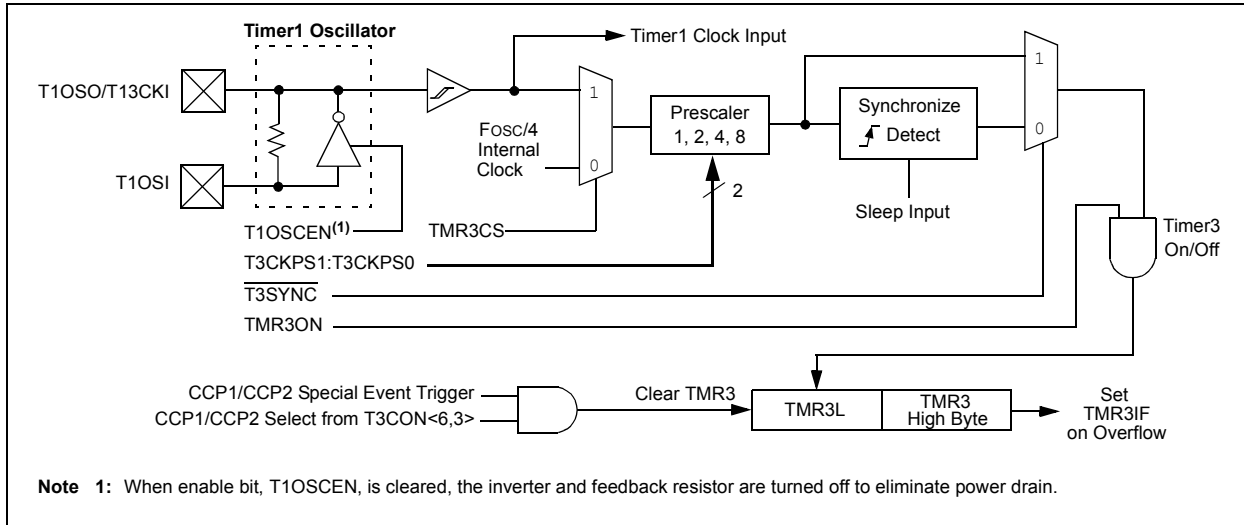 Timer1 Oscillator
Timer1 Clock Input
T1OSO/T13CKI
1
1
Prescaler
1, 2, 4, 8
Synchronize
Detect
FOSC/4
Internal
Clock
0
0
T1OSI
2
Sleep Input
T1OSCEN(1)
TMR3CS
Timer3
On/Off
T3CKPS1:T3CKPS0
T3SYNC
TMR3ON
CCP1/CCP2 Special Event Trigger
CCP1/CCP2 Select from T3CON<6,3>
Clear TMR3
TMR3L
TMR3
High Byte
Set
TMR3IF
on Overflow
Note 1: When enable bit, T1OSCEN, is cleared, the inverter and feedback resistor are turned off to eliminate power drain.